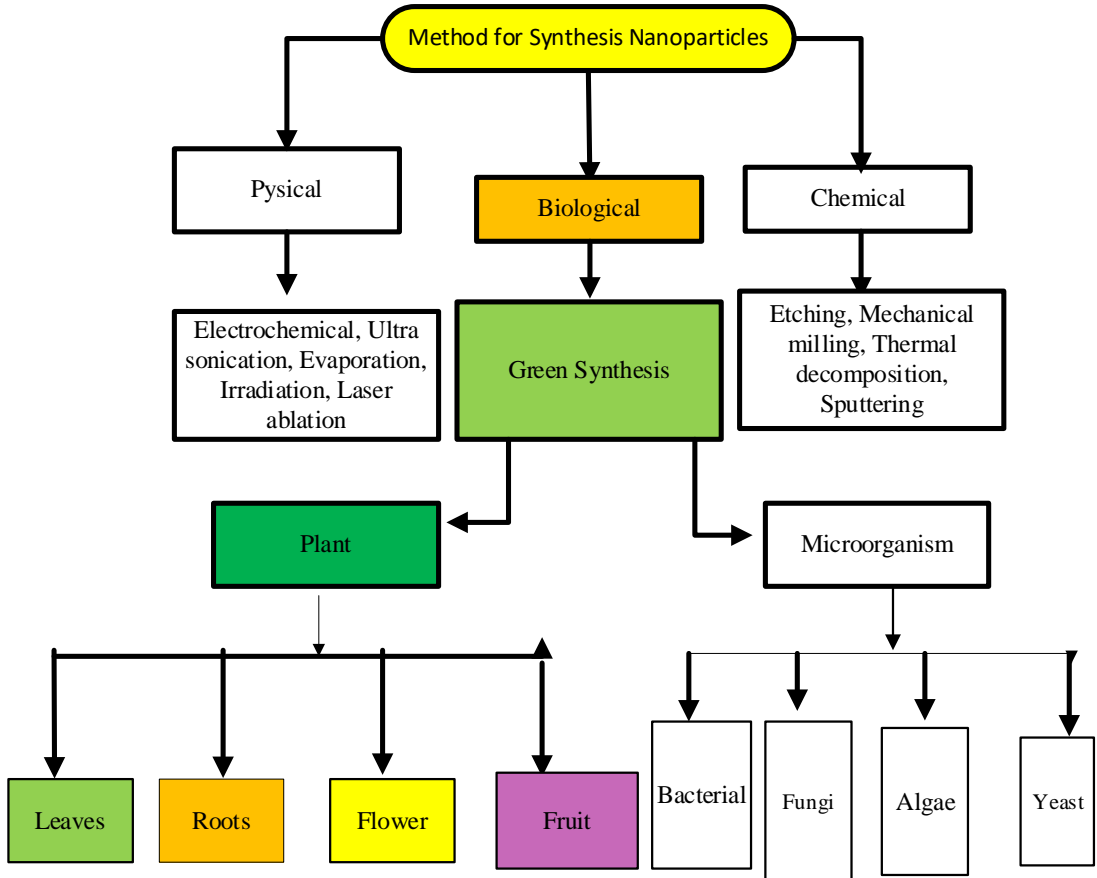 Method for Synthesis Nanoparticles
Pysical
Biological
Chemical
Electrochemical, Ultra
sonication, Evaporation,
Irradiation, Laser
ablation
Green Synthesis
Etching, Mechanical
milling, Thermal
decomposition,
Sputtering
Plant
Microorganism
Leaves
Roots
Flower
Fruit
Bacterial
Fungi
Algae
Yeast